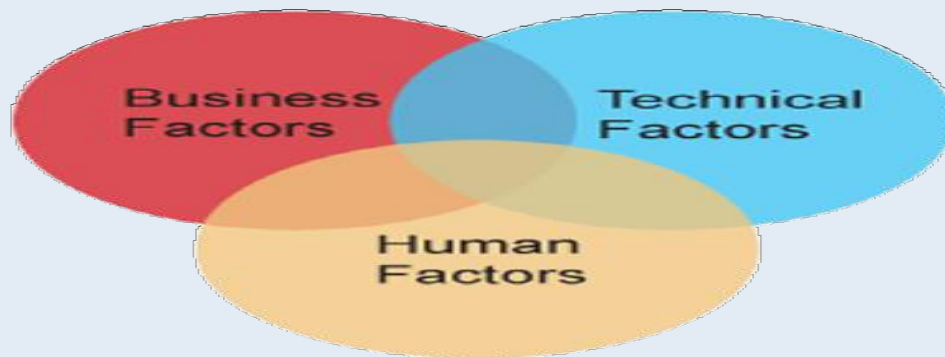 Business
Factors
Technical
Factors
Human
Factors